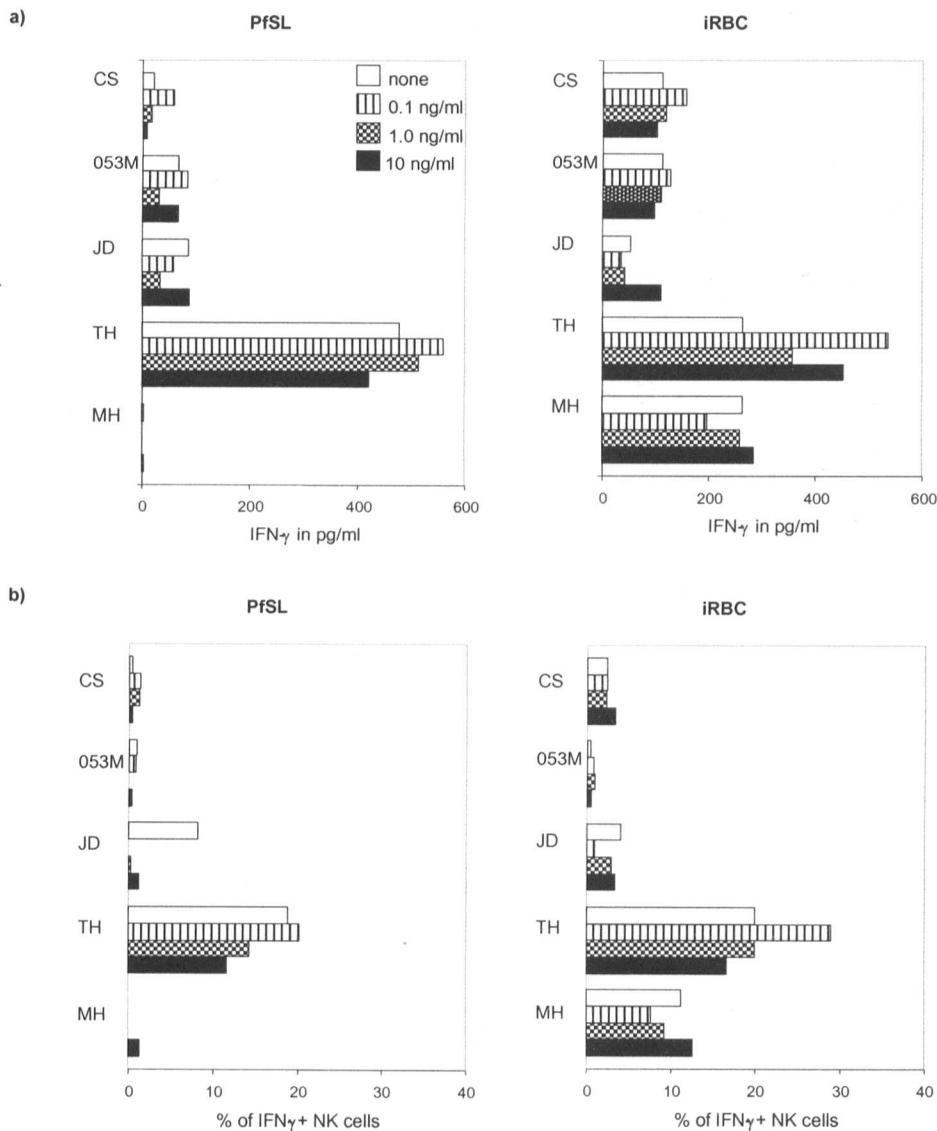 a)
PfSL
iRBC
CS
053M
JD
TH
MH
none
0.1 ng/ml
1.0 ng/ml
10 ng/ml
0 200 400 600
IFN-γ in pg/ml
CS
053M
JD
TH
MH
0 200 400 600
IFN-γ in pg/ml
b)
PfSL
iRBC
CS
053M
JD
TH
MH
0 10 20 30 40
% of IFNγ+ NK cells
CS
053M
JD
TH
MH
0 10 20 30 40
% of IFNγ+ NK cells